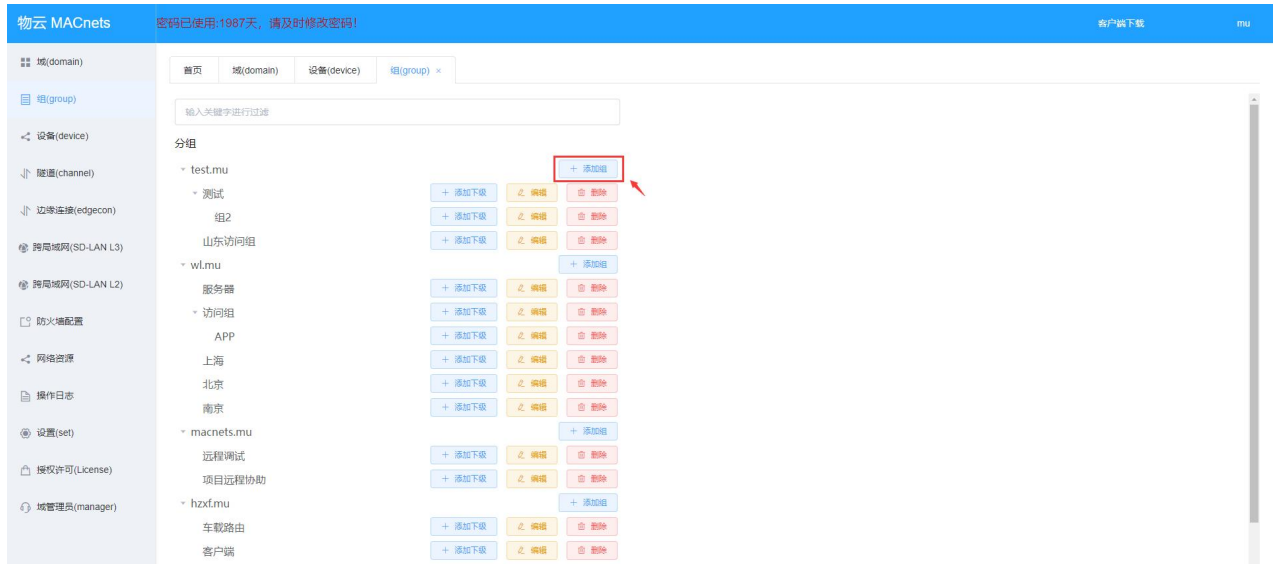 物云 MACnets 密码已使用:1987天，请及时修改密码! 客户端下载 mu
域(domain)
首页 域(domain) 设备(device) 组(group) ×
组(group)
输入关键字进行过滤
设备(device)
分组
隧道(channel)
test.mu + 添加组
测试 + 添加下级 编辑 删除
边缘连接(edgecon)
组2 + 添加下级 编辑 删除
山东访问组 + 添加下级 编辑 删除
跨局域网(SD-LAN L3)
wl.mu + 添加组
跨局域网(SD-LAN L2)
服务器 + 添加下级 编辑 删除
访问组 + 添加下级 编辑 删除
防火墙配置
APP + 添加下级 编辑 删除
网络资源
上海 + 添加下级 编辑 删除
北京 + 添加下级 编辑 删除
操作日志
南京 + 添加下级 编辑 删除
设置(set)
macnets.mu + 添加组
远程调试 + 添加下级 编辑 删除
授权许可(License)
项目远程协助 + 添加下级 编辑 删除
hzxf.mu + 添加组
域管理员(manager)
车载路由 + 添加下级 编辑 删除
客户端 + 添加下级 编辑 删除